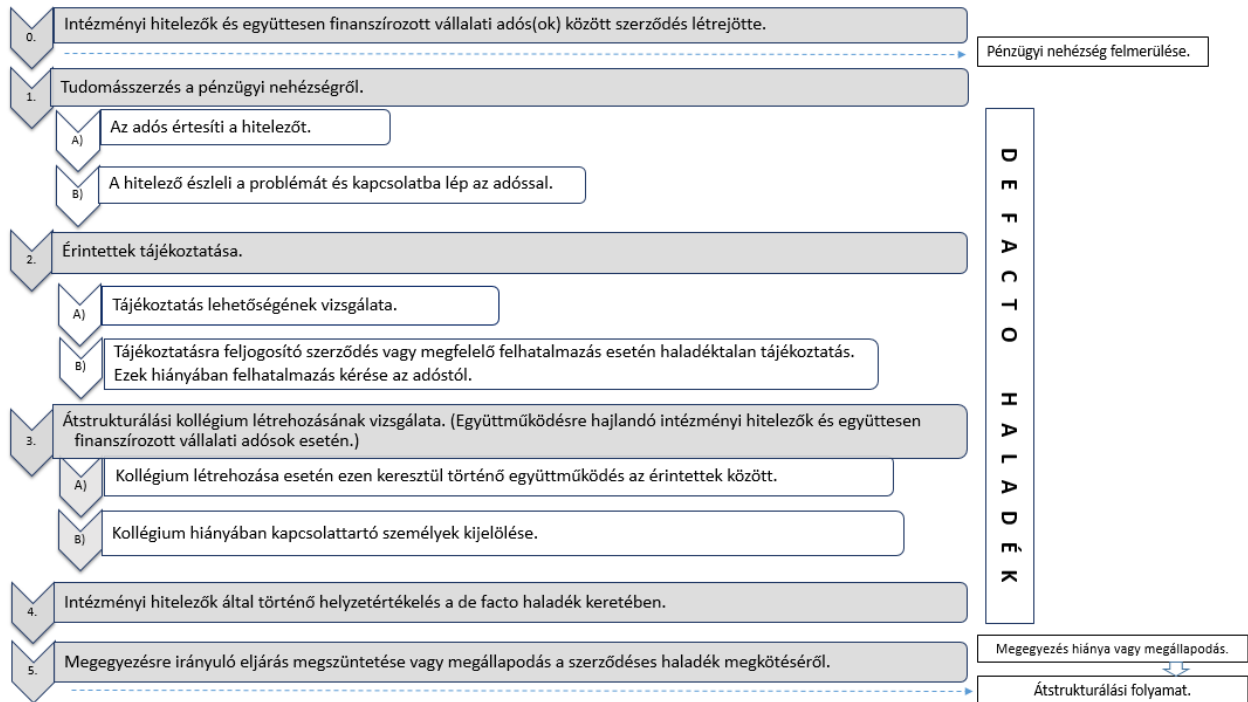 0.
Intézményi hitelezők és együttesen finanszírozott vállalati adós(ok) között szerződés létrejötte.
Pénzügyi nehézség felmerülése.
1.
Tudomásszerzés a pénzügyi nehézségről.
A)
Az adós értesíti a hitelezőt.
B)
A hitelező észleli a problémát és kapcsolatba lép az adóssal.
2.
Érintettek tájékoztatása.
A)
Tájékoztatás lehetőségének vizsgálata.
B)
Tájékoztatásra feljogosító szerződés vagy megfelelő felhatalmazás esetén haladéktalan tájékoztatás.
Ezek hiányában felhatalmazás kérése az adóstól.
3.
Átstrukturálási kollégium létrehozásának vizsgálata. (Együttműködésre hajlandó intézményi hitelezők és együttesen
finanszírozott vállalati adósok esetén.)
A)
Kollégium létrehozása esetén ezen keresztül történő együttműködés az érintettek között.
B)
Kollégium hiányában kapcsolattartó személyek kijelölése.
4.
Intézményi hitelezők által történő helyzetértékelés a de facto haladék keretében.
5.
Megegyezésre irányuló eljárás megszüntetése vagy megállapodás a szerződéses haladék megkötéséről.
DE FACTO HALADÉK
Megegyezés hiánya vagy megállapodás.
Átstrukturálási folyamat.